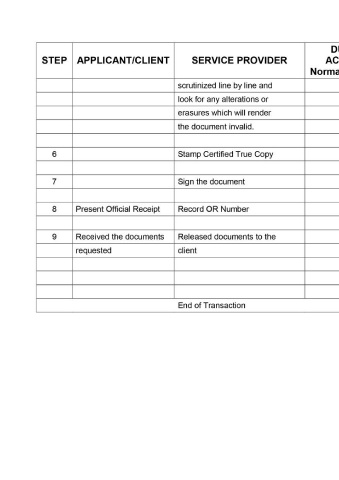 DU
STEP APPLICANT/CLIENT SERVICE PROVIDER AC
Norma
scrutinized line by line and
look for any alterations or
erasures which will render
the document invalid.
6 Stamp Certified True Copy
7 Sign the document
8 Present Official Receipt Record OR Number
9 Received the documents Released documents to the
requested client
End of Transaction